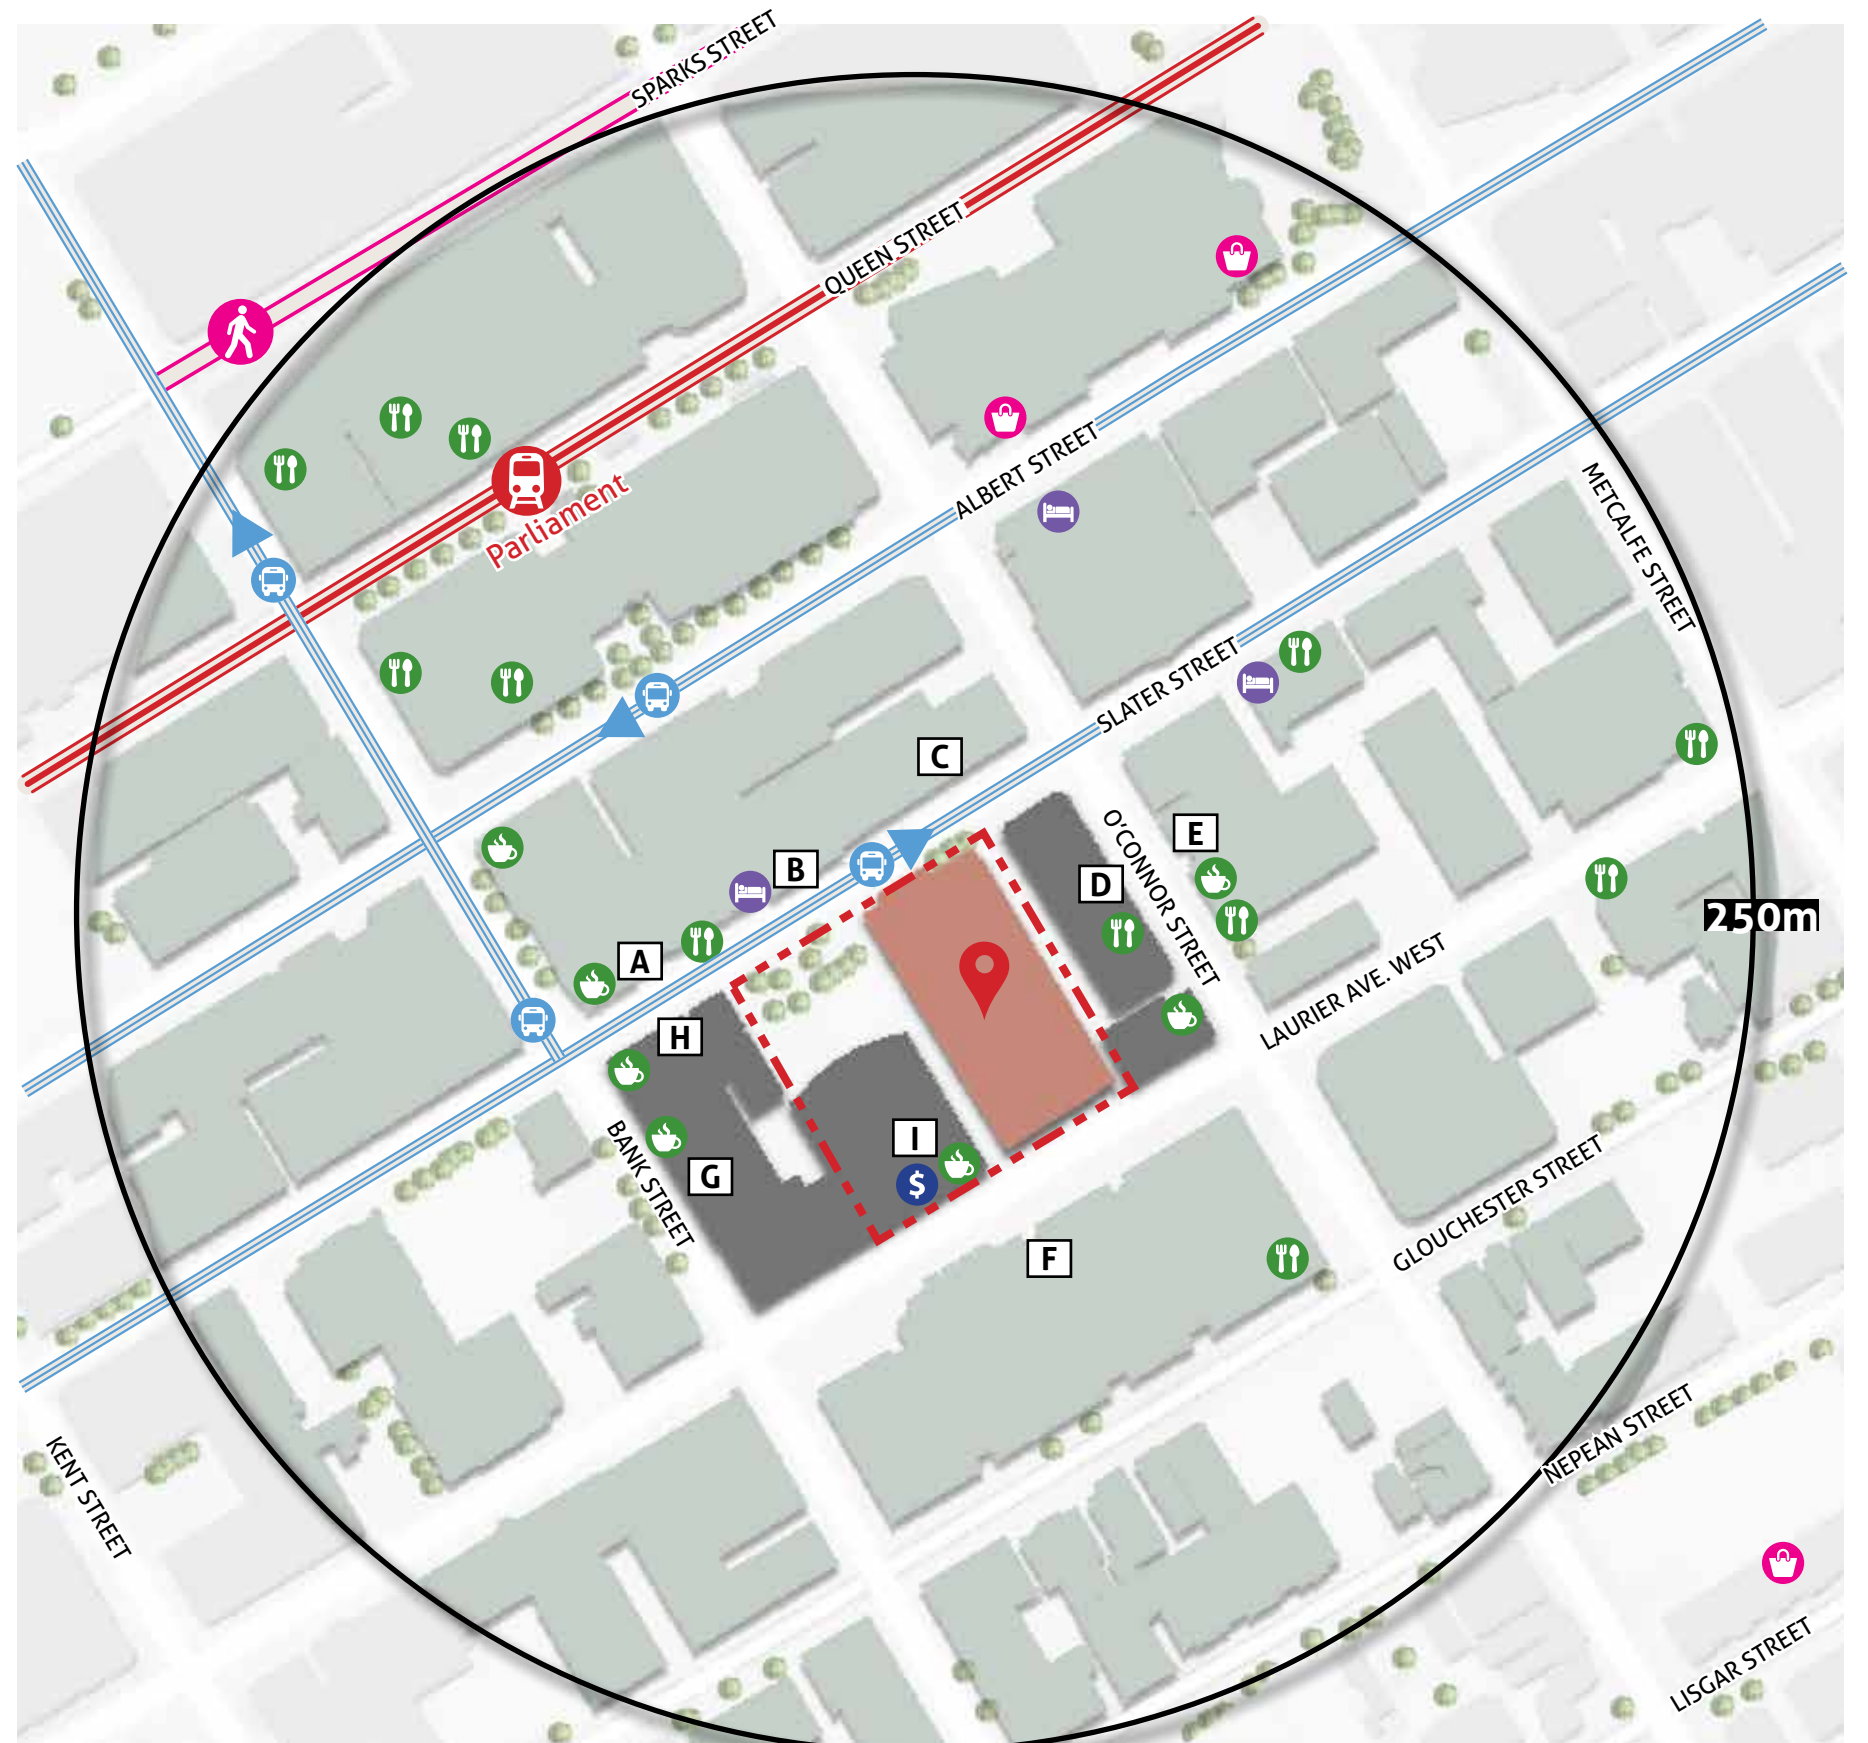 SPARKS STREET
QUEEN STREET
Parliament
ALBERT STREET
METCALFE STREET
SLATER STREET
C
O'CONNOR STREET
E
B
D
250m
A
LAURIER AVE. WEST
H
BANK STREET
I
G
GLOUCHESTER STREET
F
$
NEPEAN STREET
KENT STREET
LISGAR STREET